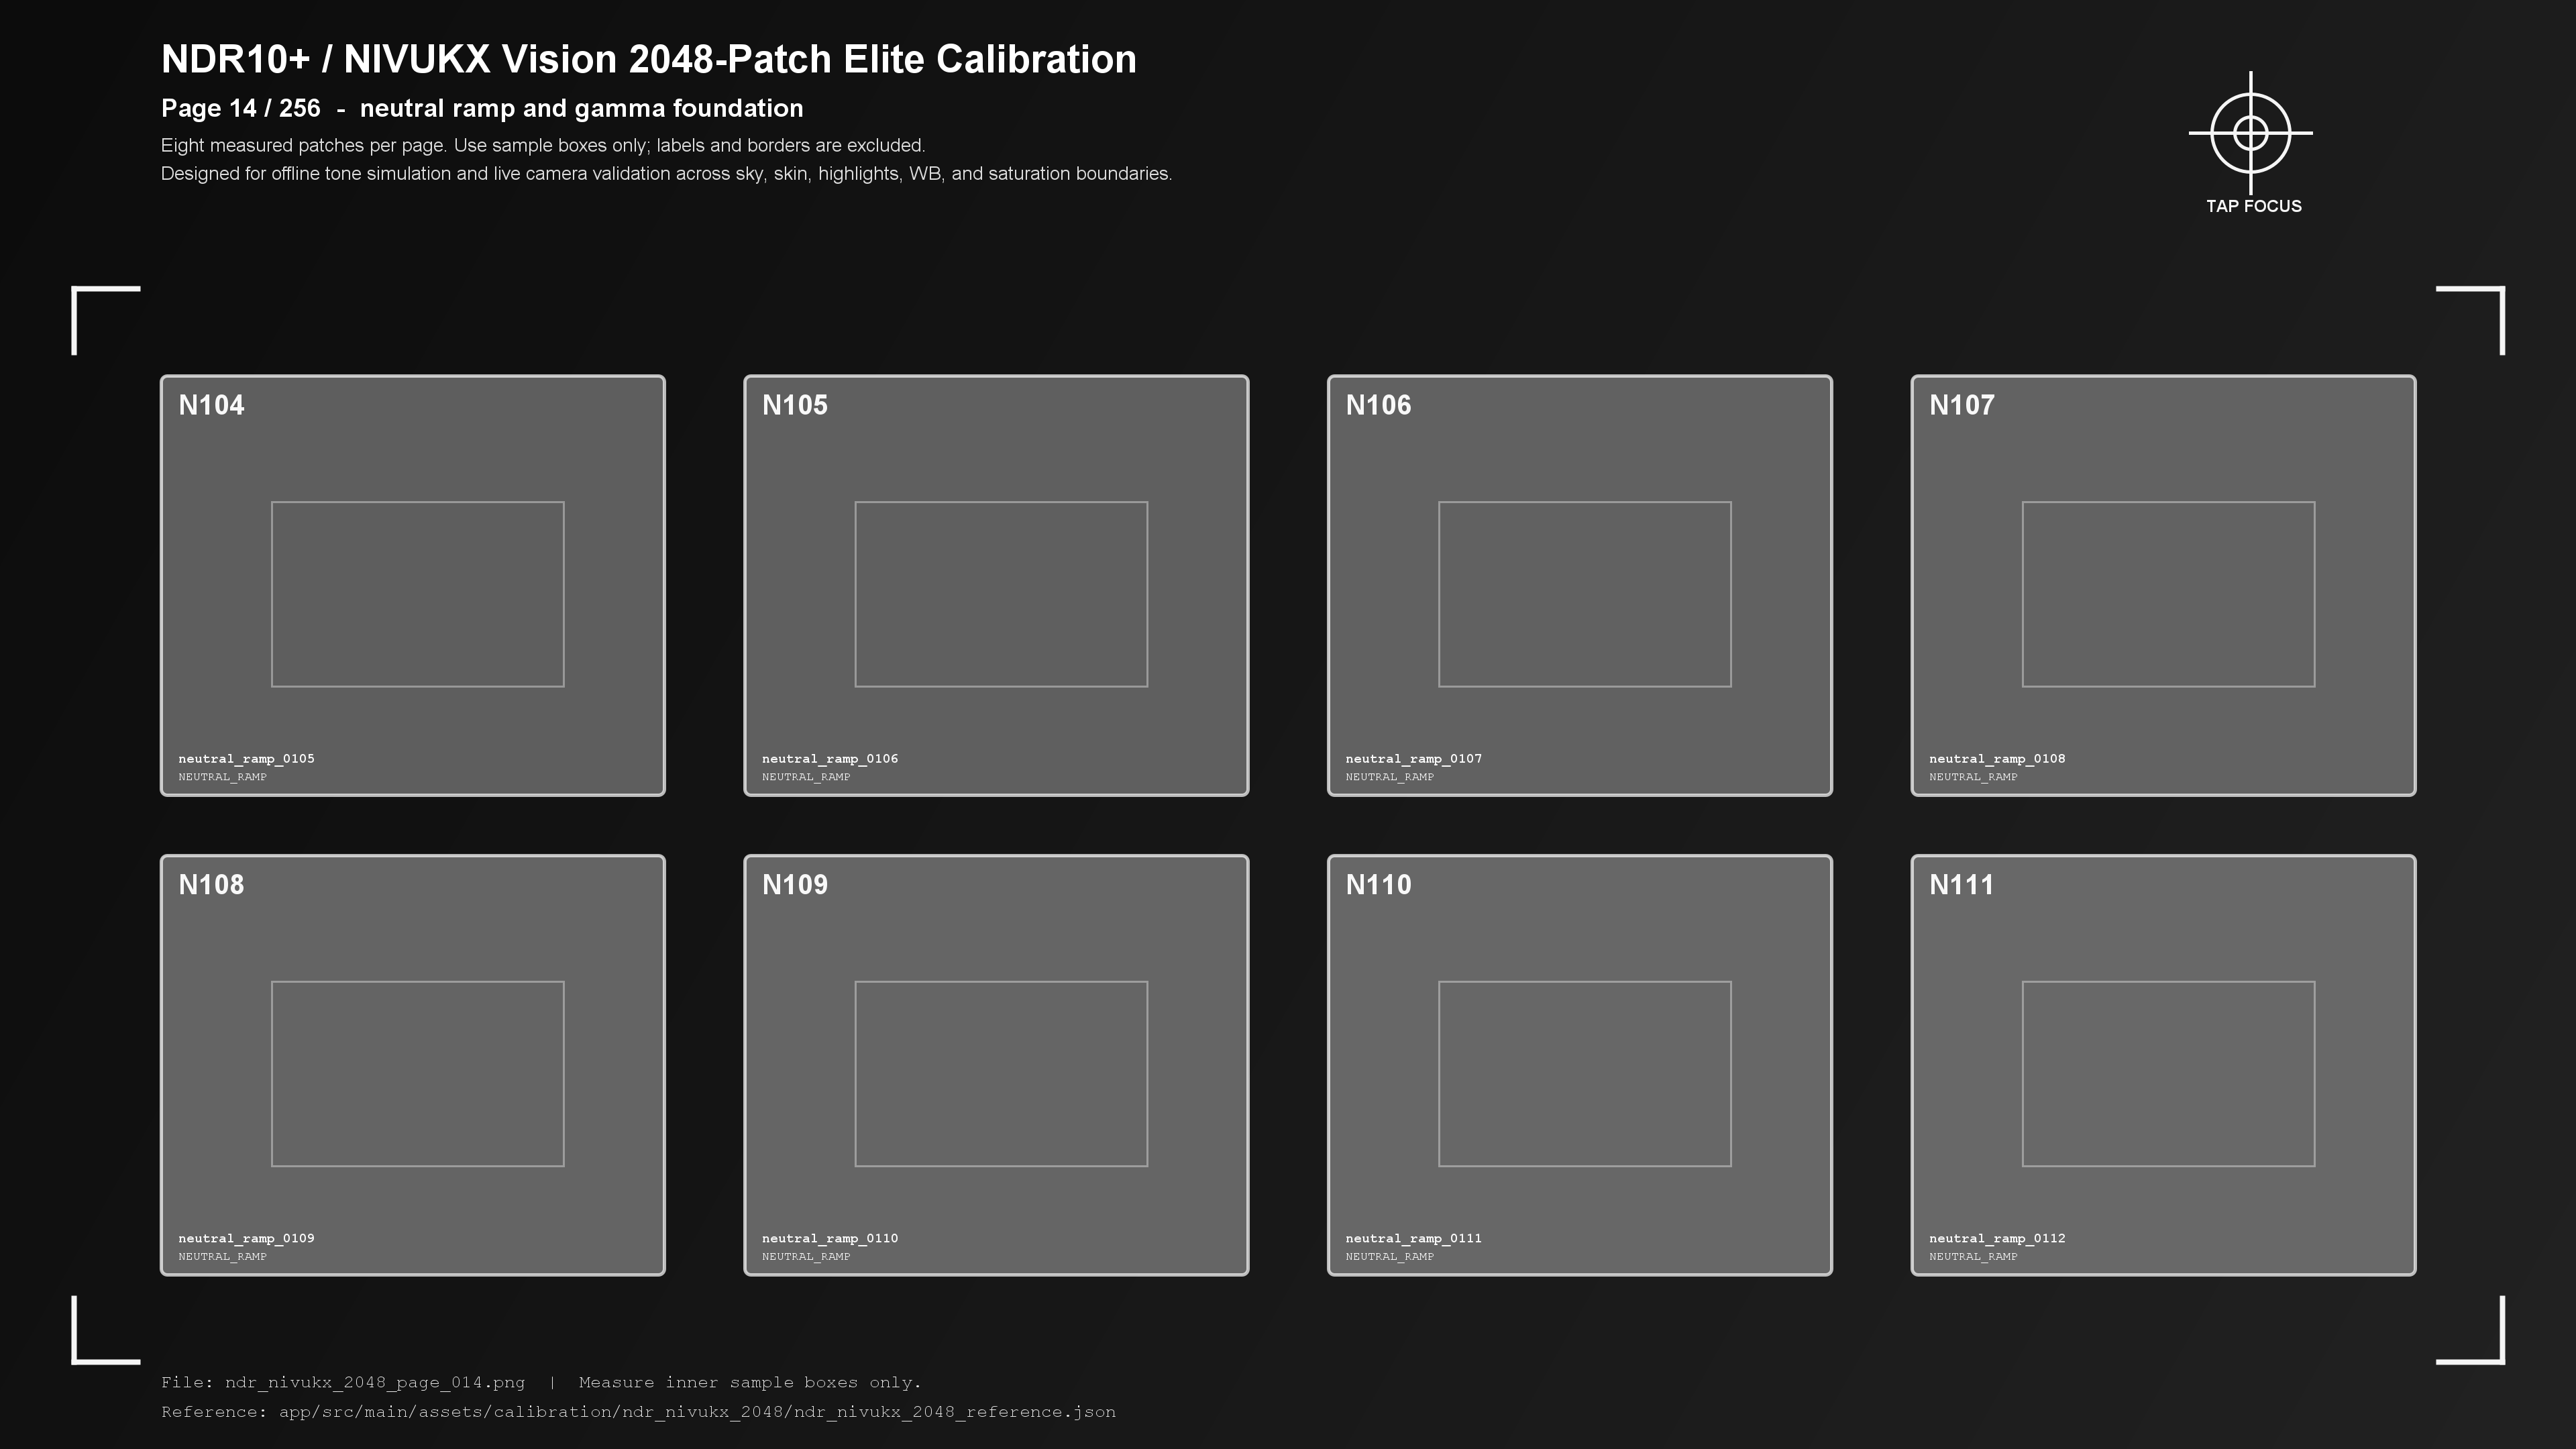 NDR10+ / NIVUKX Vision 2048-Patch Elite Calibration
Page 14 / 256 - neutral ramp and gamma foundation
Eight measured patches per page. Use sample boxes only; labels and borders are excluded.
Designed for offline tone simulation and live camera validation across sky, skin, highlights, WB, and saturation boundaries.
TAP FOCUS
N104
neutral_ramp_0105
NEUTRAL_RAMP
N105
neutral_ramp_0106
NEUTRAL_RAMP
N106
neutral_ramp_0107
NEUTRAL_RAMP
N107
neutral_ramp_0108
NEUTRAL_RAMP
N108
neutral_ramp_0109
NEUTRAL_RAMP
N109
neutral_ramp_0110
NEUTRAL_RAMP
N110
neutral_ramp_0111
NEUTRAL_RAMP
N111
neutral_ramp_0112
NEUTRAL_RAMP
File: ndr_nivukx_2048_page_014.png | Measure inner sample boxes only.
Reference: app/src/main/assets/calibration/ndr_nivukx_2048/ndr_nivukx_2048_reference.json